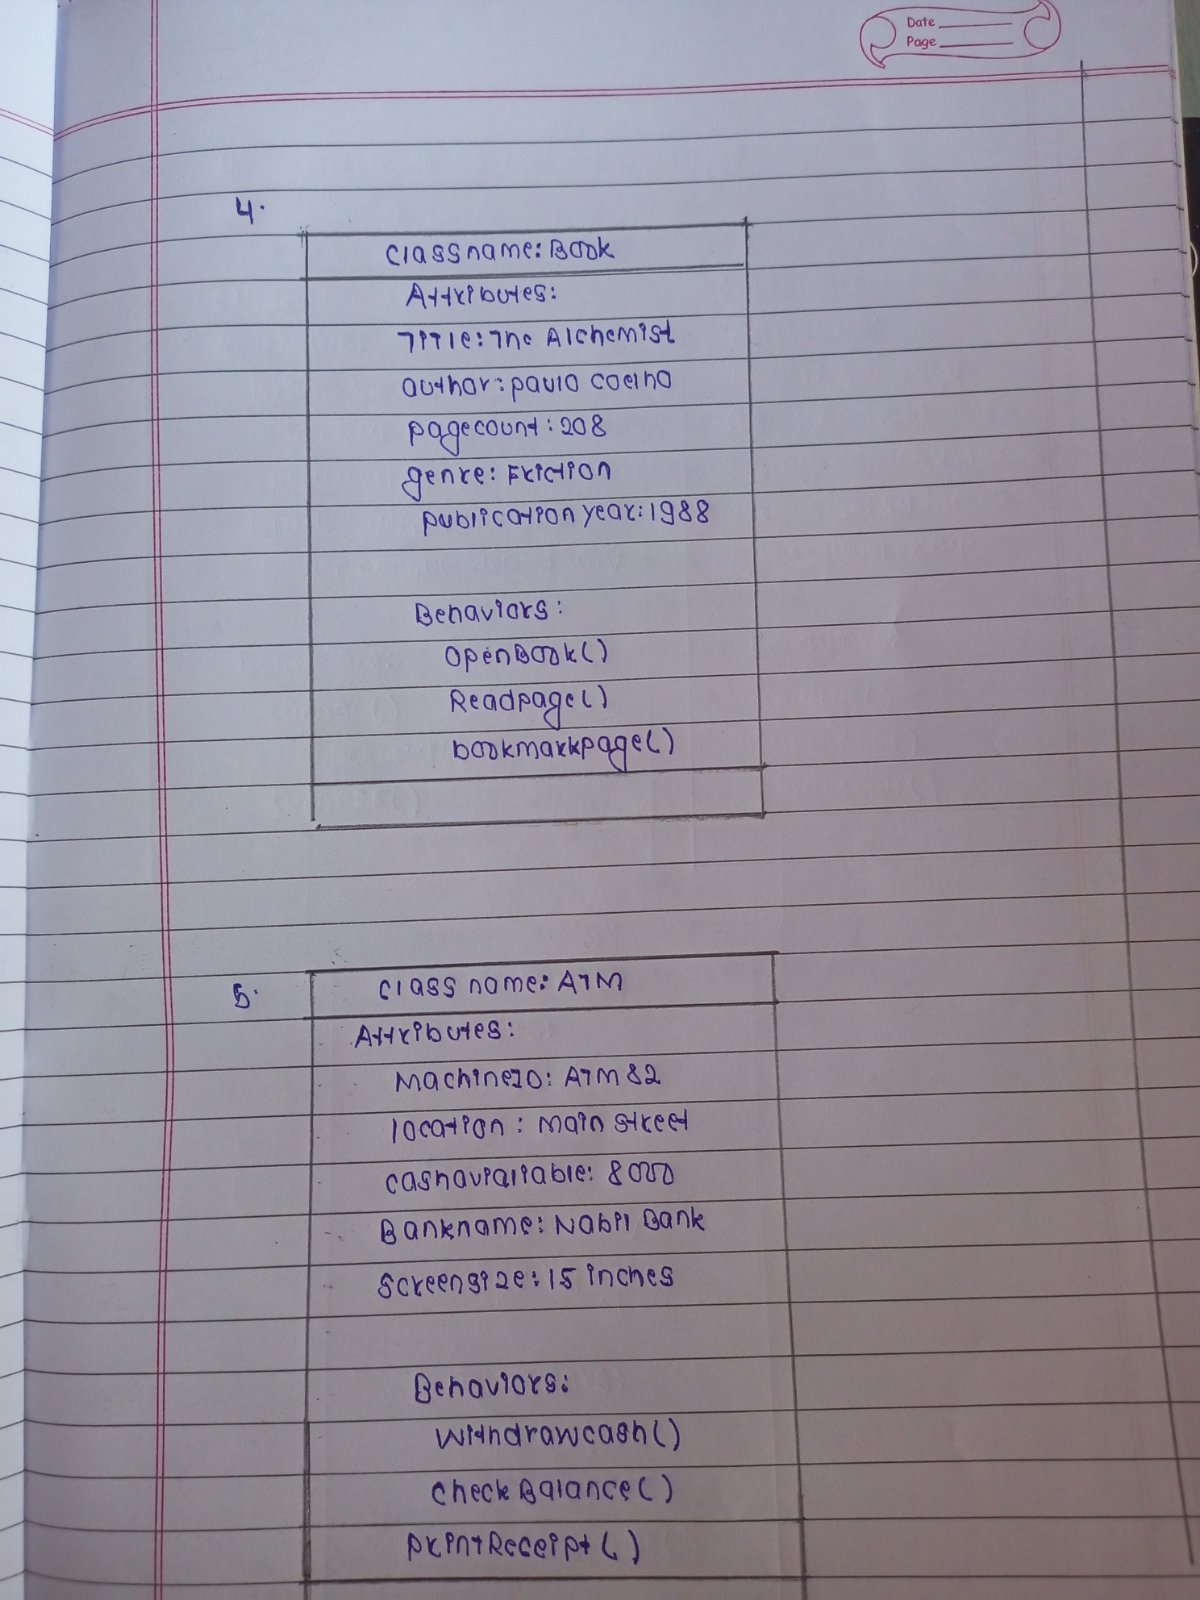 Date
Page
4.
Classname: Book
Attributes:
Title: The Alchemist
author: paulo coelho
pagecount: 208
genre: Friction
publication year: 1988
Behaviors:
OpenBook()
Readpage()
bookmarkpage()
5.
Class name: ATM
Attributes:
MachineID: ATM 82
location: Main street
cashavialiable: 8000
Bankname: Nabil Bank
Screensize: 15 inches
Behaviors:
Withdrawcash()
Check Balance()
PrintReceipt()